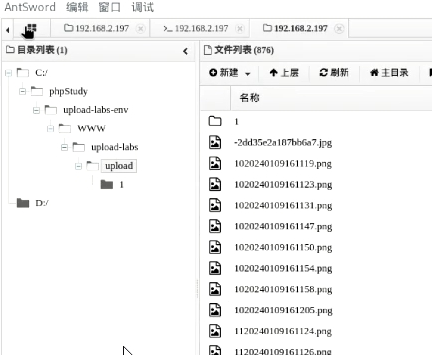 AntSword 编辑 窗口 调试
192.168.2.197 192.168.2.197 192.168.2.197
目录列表 (1)
文件列表 (876)
新建 上层 刷新 主目录
名称
C:/
phpStudy
upload-labs-env
WWW
upload-labs
upload
1
D:/
1
-2dd35e2a187bb6a7.jpg
1020240109161119.png
1020240109161123.png
1020240109161131.png
1020240109161147.png
1020240109161150.png
1020240109161154.png
1020240109161158.png
1020240109161205.png
1120240109161124.png
1120240109161126.png